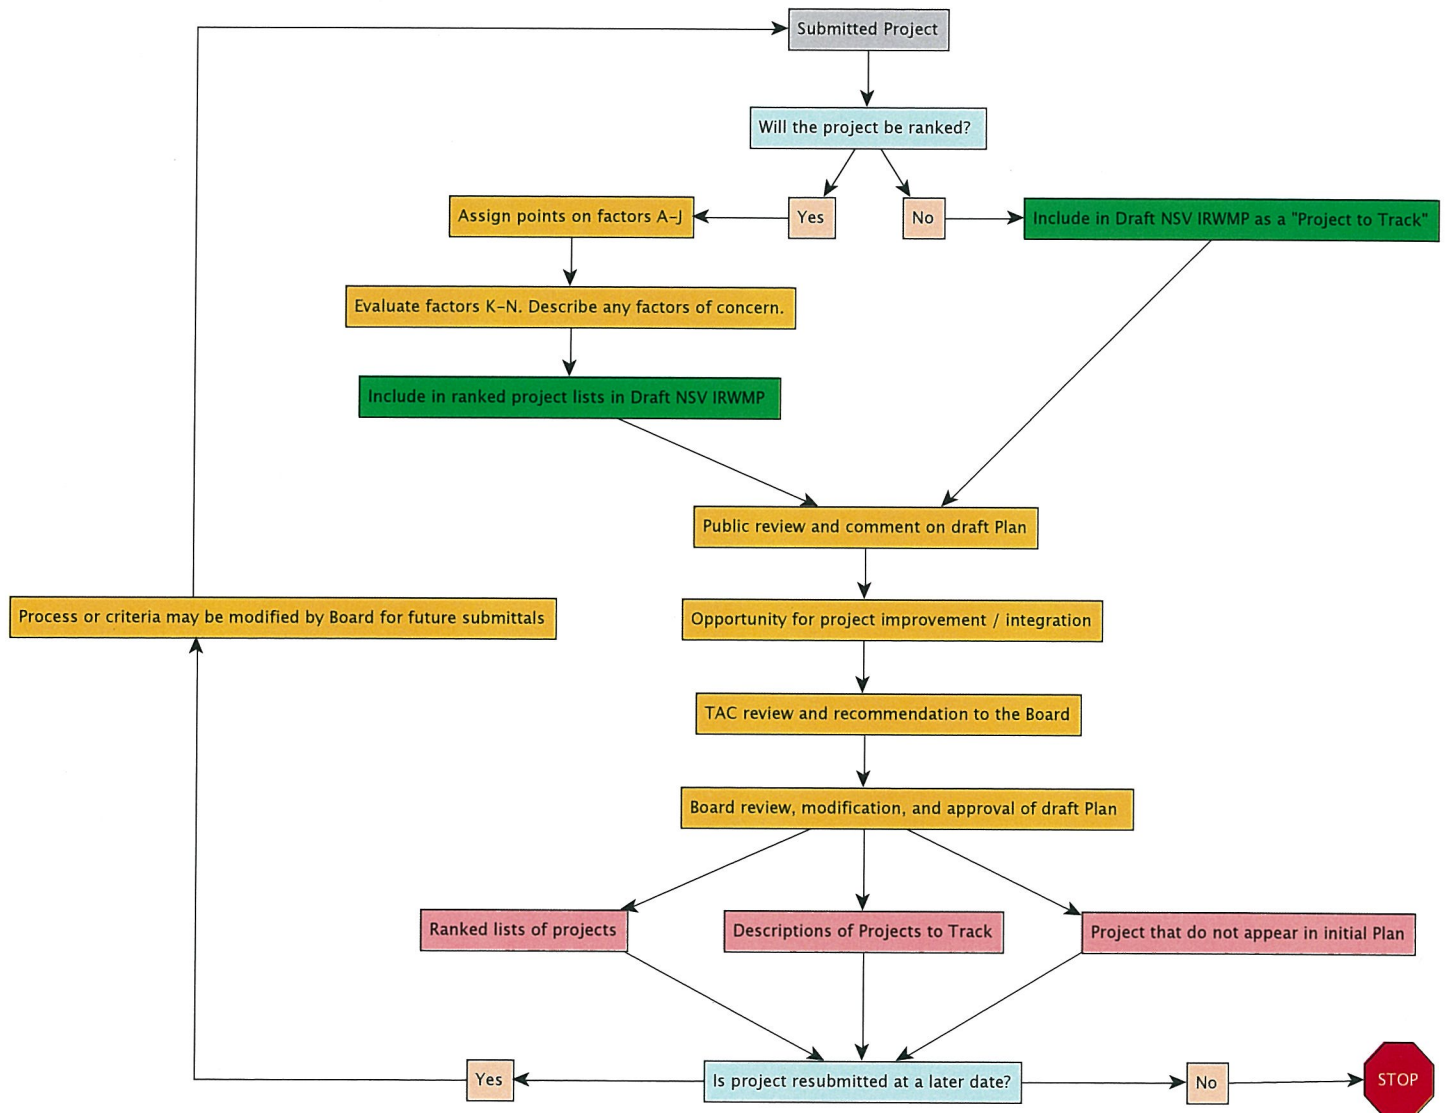 Submitted Project
Will the project be ranked?
Assign points on factors A-J
Yes
No
Include in Draft NSV IRWMP as a "Project to Track"
Evaluate factors K-N. Describe any factors of concern.
Include in ranked project lists in Draft NSV IRWMP
Public review and comment on draft Plan
Process or criteria may be modified by Board for future submittals
Opportunity for project improvement / integration
TAC review and recommendation to the Board
Board review, modification, and approval of draft Plan
Ranked lists of projects
Descriptions of Projects to Track
Project that do not appear in initial Plan
Yes
Is project resubmitted at a later date?
No
STOP